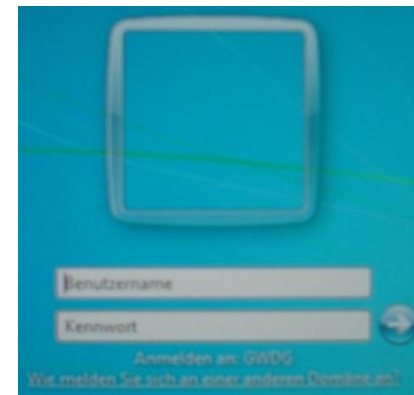 Benutzername
Kennwort
Anmelden an: GWDG
Wie melden Sie sich an einer anderen Domäne an?